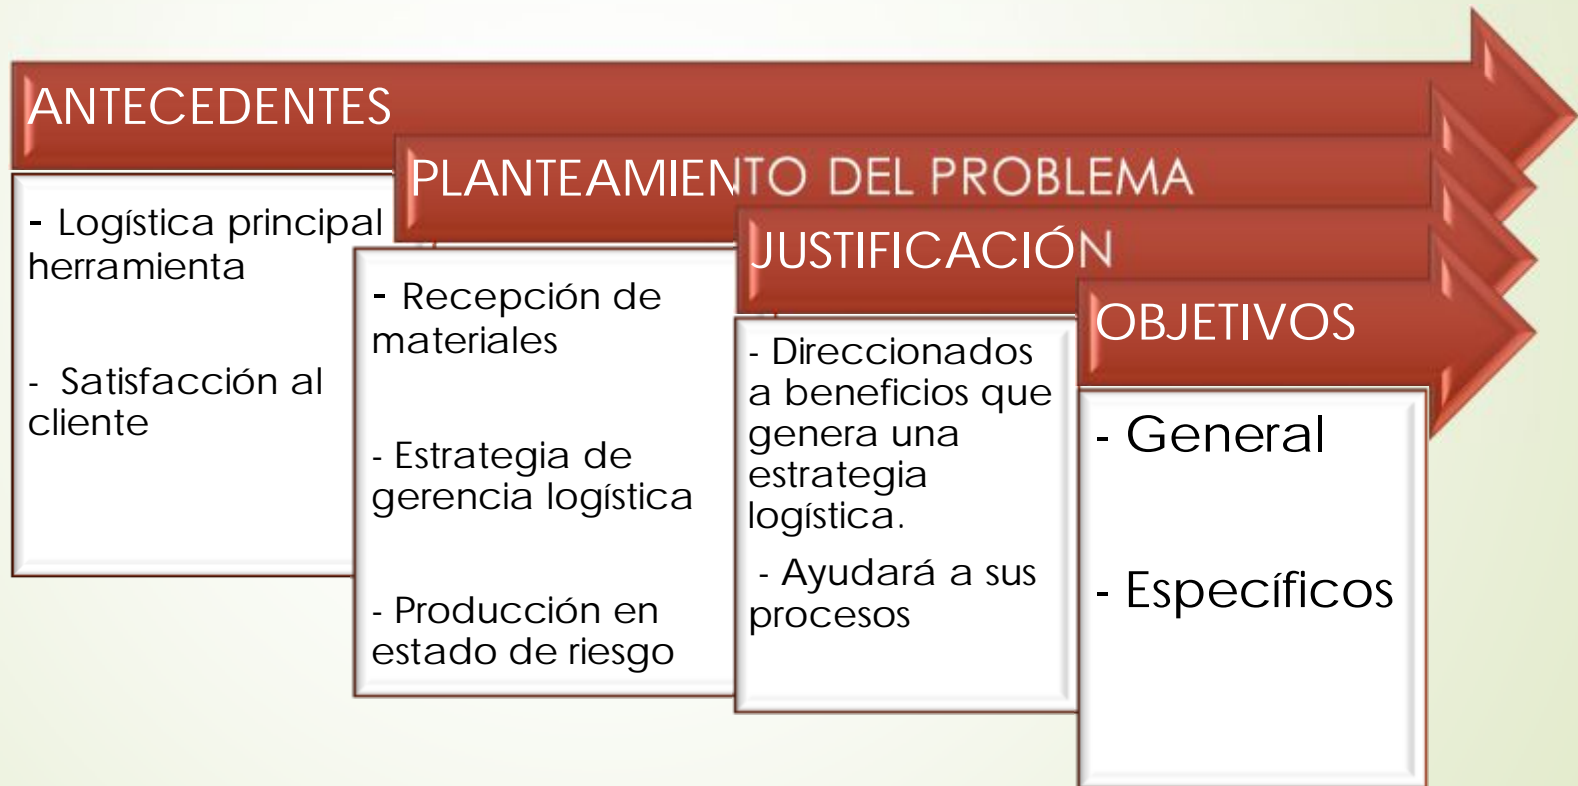 ANTECEDENTES
- Logística principal
herramienta
- Satisfacción al
cliente
PLANTEAMIENTO DEL PROBLEMA
- Recepción de
materiales
- Estrategia de
gerencia logística
- Producción en
estado de riesgo
JUSTIFICACIÓN
- Direccionados
a beneficios que
genera una
estrategia
logística.
- Ayudará a sus
procesos
OBJETIVOS
- General
- Específicos